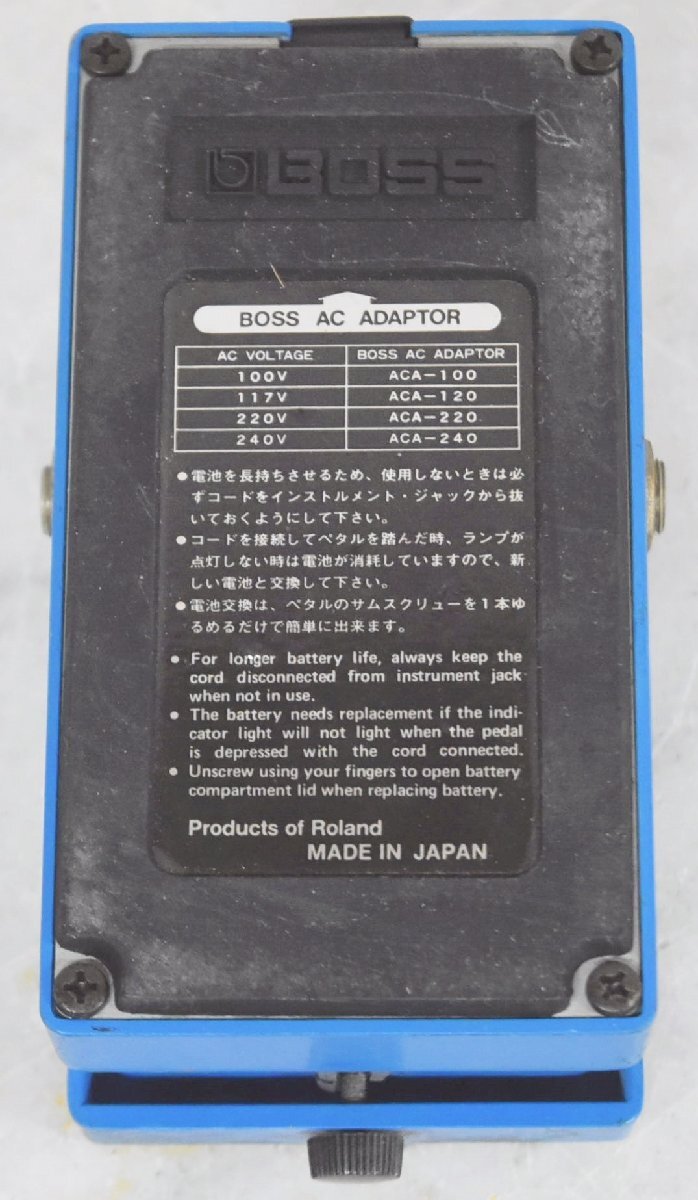 BOSS
BOSS AC ADAPTOR
AC VOLTAGE BOSS AC ADAPTOR
100V ACA-100
117V ACA-120
220V ACA-220
240V ACA-240
●電池を長持ちさせるため、使用しないときは必
ずコードをインストルメント・ジャックから抜
いておくようにして下さい。
●コードを接続してペタルを踏んだ時、ランプが
点灯しない時は電池が消耗していますので、新
しい電池と交換して下さい。
●電池交換は、ペタルのサムスクリューを1本ゆ
るめるだけで簡単に出来ます。
● For longer battery life, always keep the
cord disconnected from instrument jack
when not in use.
● The battery needs replacement if the indi-
cator light will not light when the pedal
is depressed with the cord connected.
● Unscrew using your fingers to open battery
compartment lid when replacing battery.
Products of Roland
MADE IN JAPAN